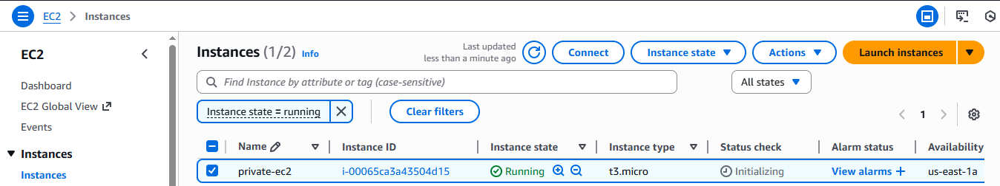 EC2 > Instances
EC2
Dashboard
EC2 Global View
Events
Instances
Instances
Instances (1/2) Info
Last updated
less than a minute ago
Connect
Instance state
Actions
Launch instances
Find Instance by attribute or tag (case-sensitive)
All states
Instance state = running
Clear filters
1
Name Instance ID Instance state Instance type Status check Alarm status Availability
private-ec2 i-00065ca3a43504d15 Running t3.micro Initializing View alarms + us-east-1a